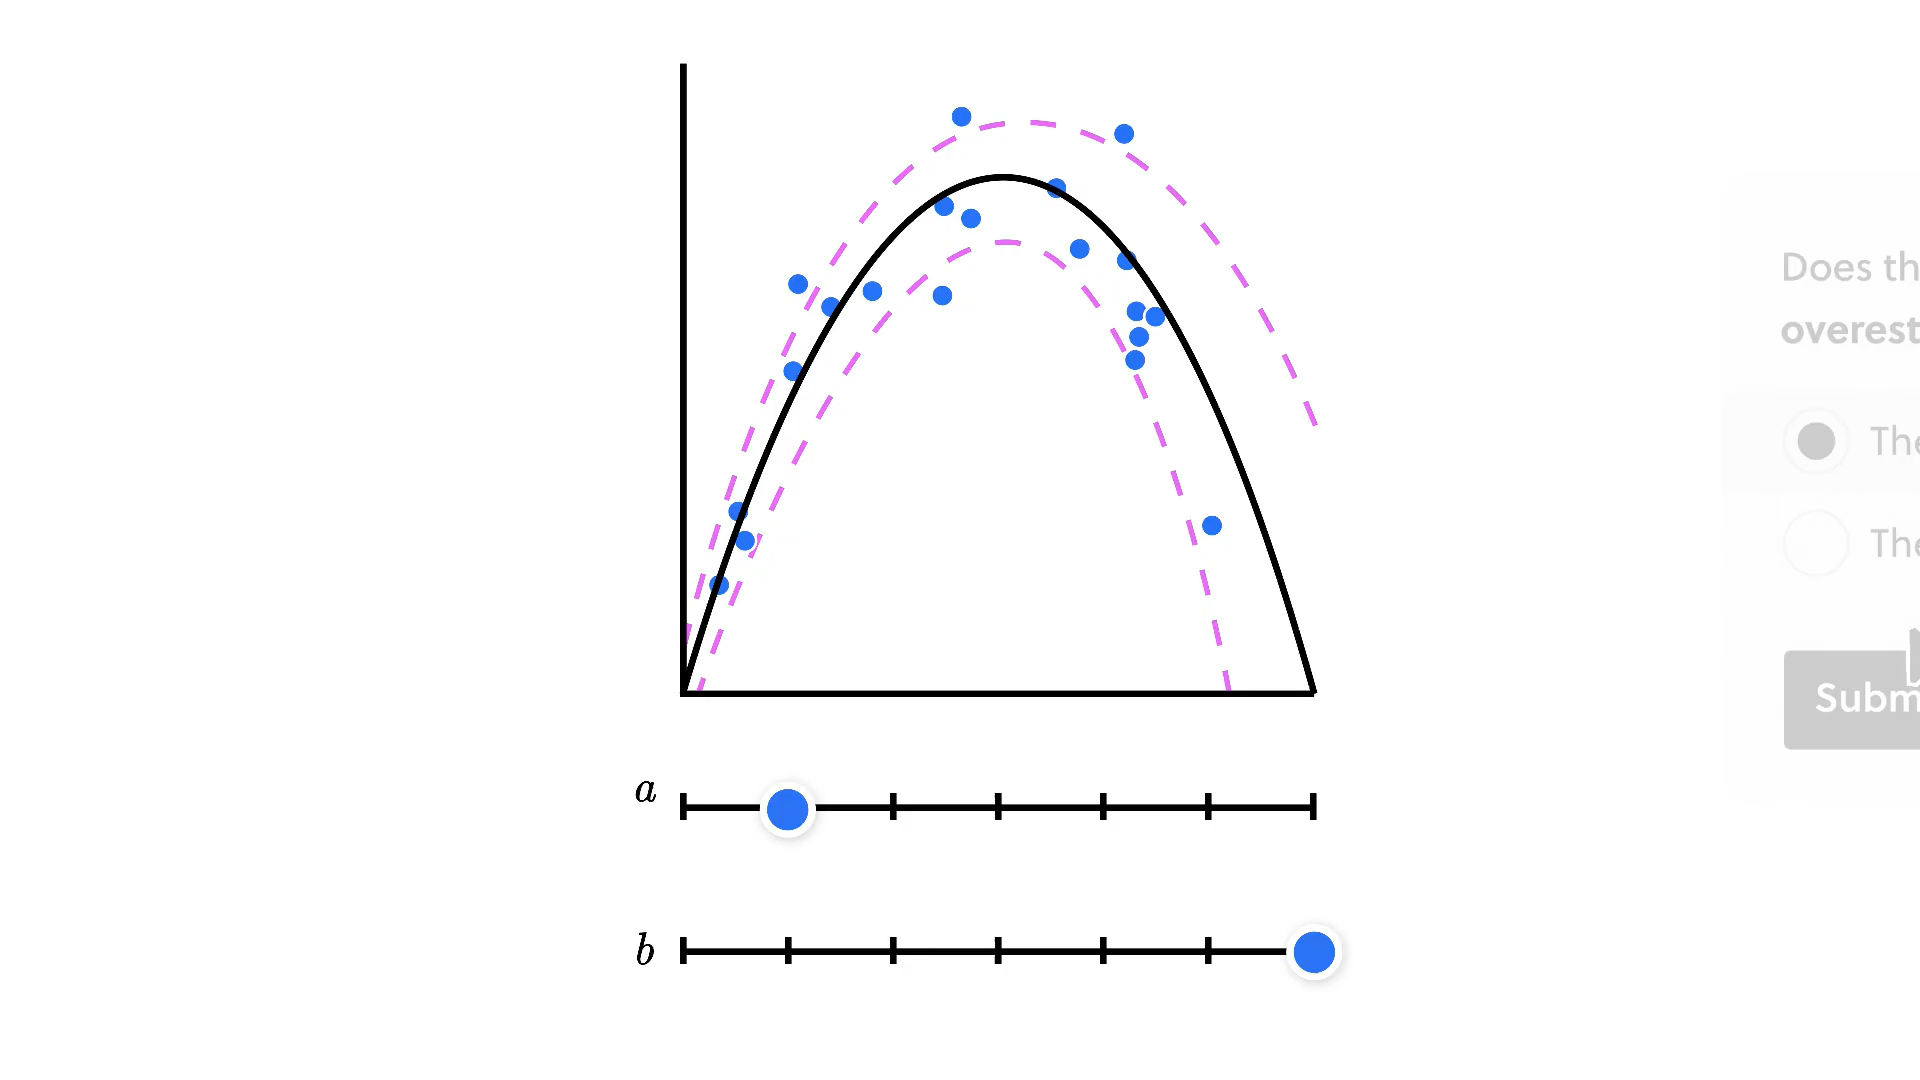 Does th
overest
The
The
Subm
a
b